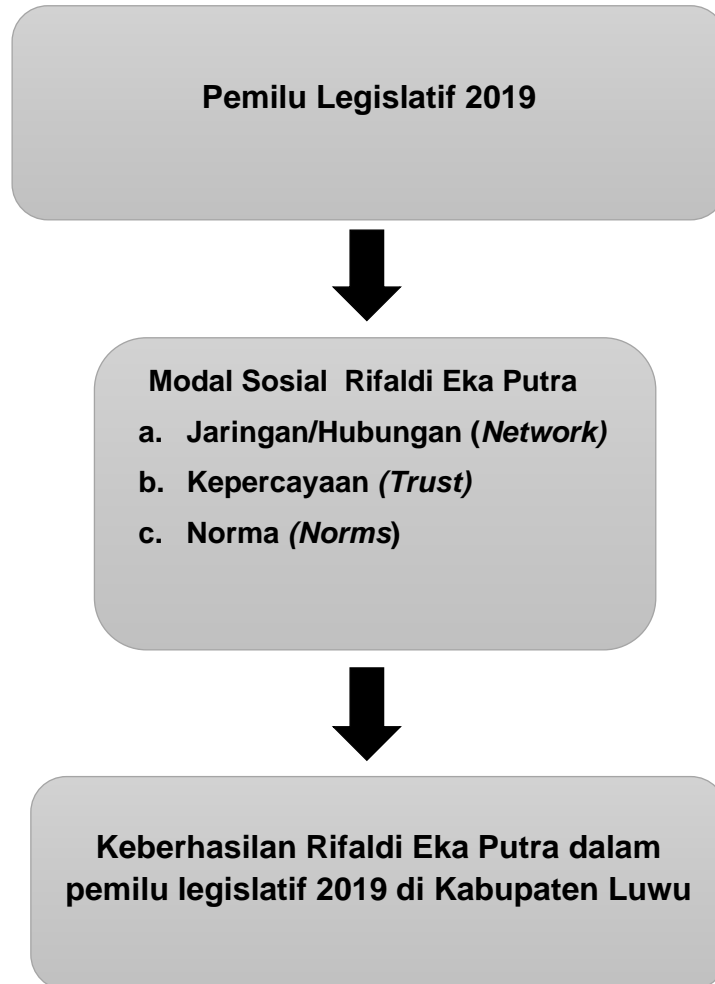 Pemilu Legislatif 2019
Modal Sosial Rifaldi Eka Putra
a. Jaringan/Hubungan (Network)
b. Kepercayaan (Trust)
c. Norma (Norms)
Keberhasilan Rifaldi Eka Putra dalam
pemilu legislatif 2019 di Kabupaten Luwu